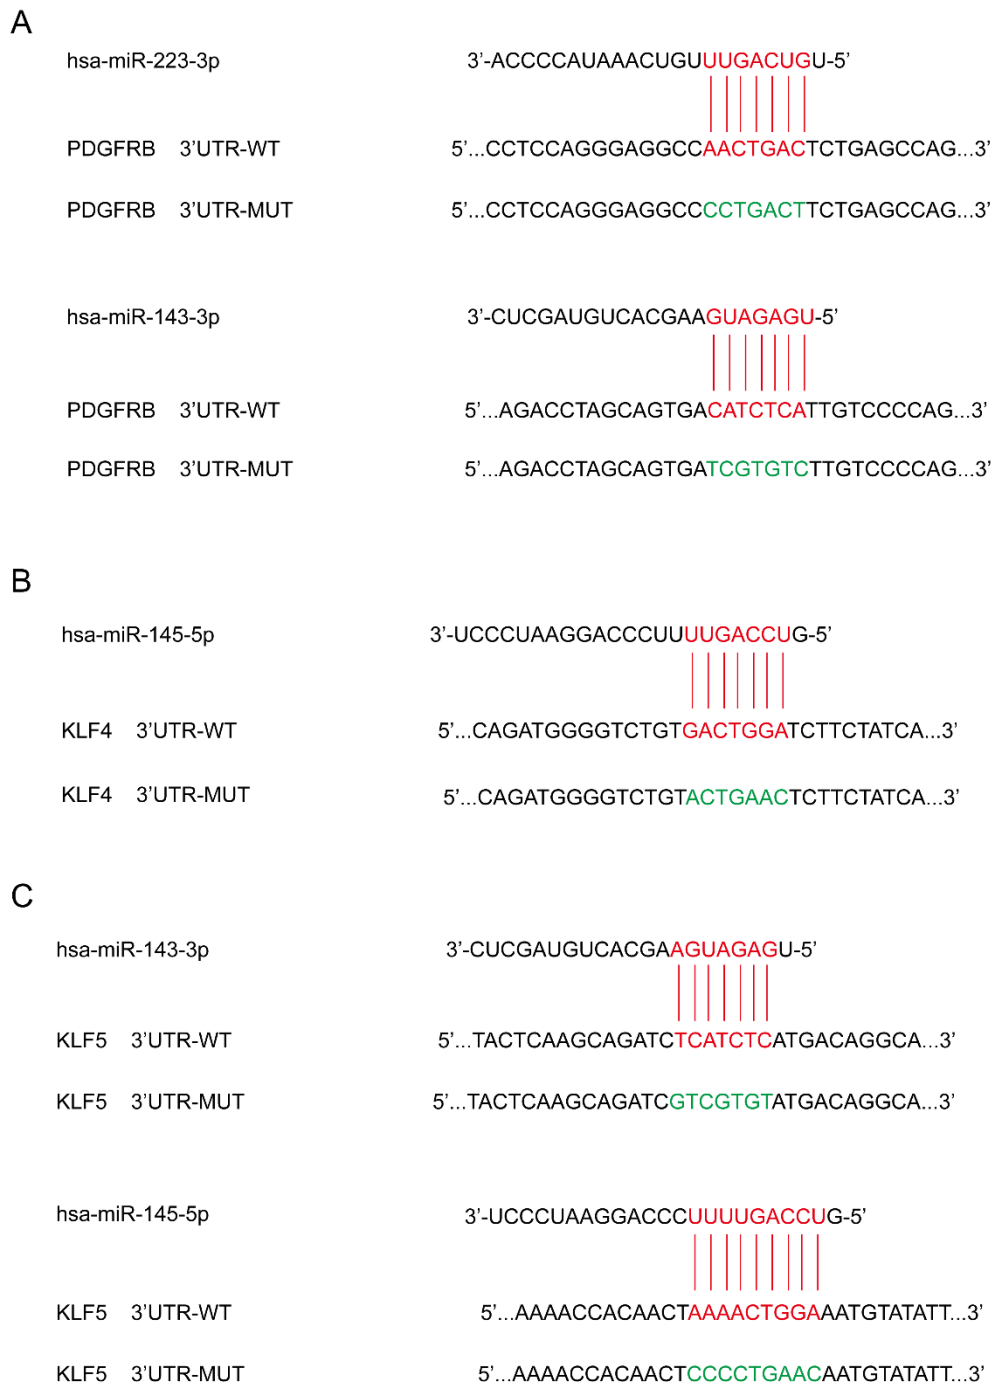 A
hsa-miR-223-3p 3'-ACCCCAUAAACUGUUUGACUGU-5'
PDGFRB 3'UTR-WT 5'...CCTCCAGGGAGGCCAACTGACTCTGAGCCAG...3'
PDGFRB 3'UTR-MUT 5'...CCTCCAGGGAGGCCCCTGACTTCTGAGCCAG...3'
hsa-miR-143-3p 3'-CUCGAUGUCACGAAGUAGAGU-5'
PDGFRB 3'UTR-WT 5'...AGACCTAGCAGTGACATCTCATTGTCCCCAG...3'
PDGFRB 3'UTR-MUT 5'...AGACCTAGCAGTGATCGTGTCTTGTCCCCAG...3'
B
hsa-miR-145-5p 3'-UCCCUAAGGACCCUUUUGACCUG-5'
KLF4 3'UTR-WT 5'...CAGATGGGGTCTGTGACTGGATCTTCTATCA...3'
KLF4 3'UTR-MUT 5'...CAGATGGGGTCTGTACTGAACTCTTCTATCA...3'
C
hsa-miR-143-3p 3'-CUCGAUGUCACGAAGUAGAGU-5'
KLF5 3'UTR-WT 5'...TACTCAAGCAGATCTCATCTCATGACAGGCA...3'
KLF5 3'UTR-MUT 5'...TACTCAAGCAGATCGTCGTGTATGACAGGCA...3'
hsa-miR-145-5p 3'-UCCCUAAGGACCCUUUUGACCUG-5'
KLF5 3'UTR-WT 5'...AAAACCACAACTAAAACTGGAAATGTATATT...3'
KLF5 3'UTR-MUT 5'...AAAACCACAACTCCCCTGAACAATGTATATT...3'